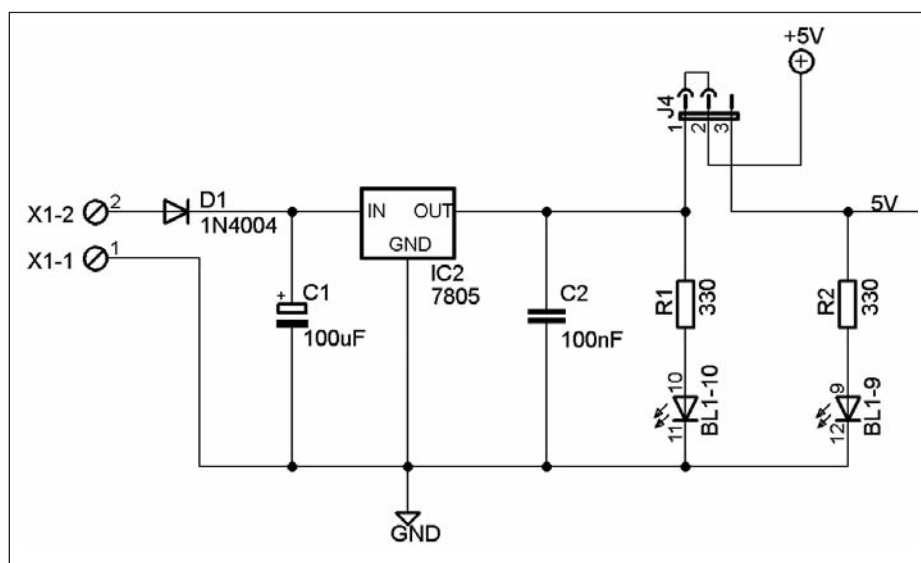 +5V
J4
1
2
3
X1-2
2
D1
1N4004
IN
OUT
GND
5V
X1-1
1
IC2
7805
+
C1
100uF
C2
100nF
R1
330
R2
330
10
11
BL1-10
9
12
BL1-9
GND